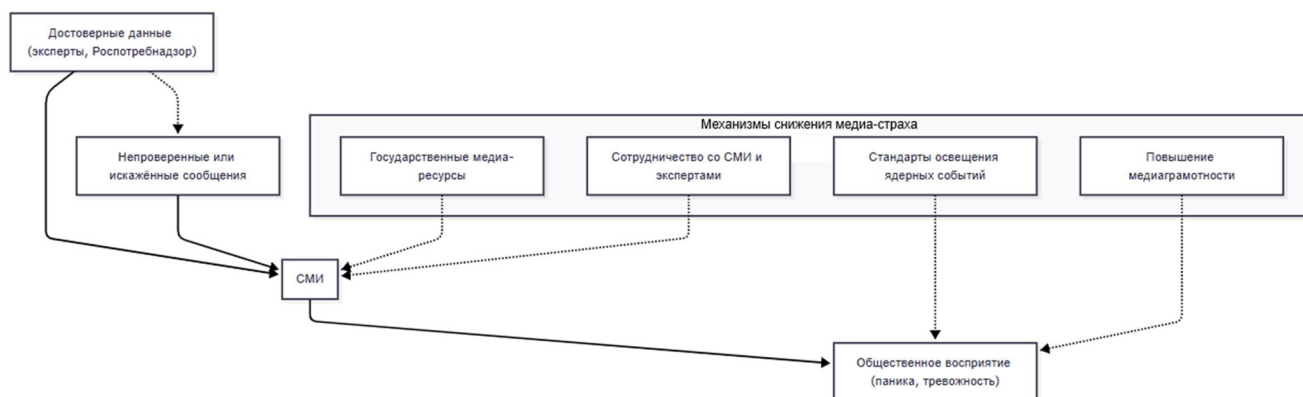 Достоверные данные
(эксперты, Роспотребнадзор)
Механизмы снижения медиа-страха
Непроверенные или
искажённые сообщения
Государственные медиа-
ресурсы
Сотрудничество со СМИ и
экспертами
Стандарты освещения
ядерных событий
Повышение
медиаграмотности
СМИ
Общественное восприятие
(паника, тревожность)